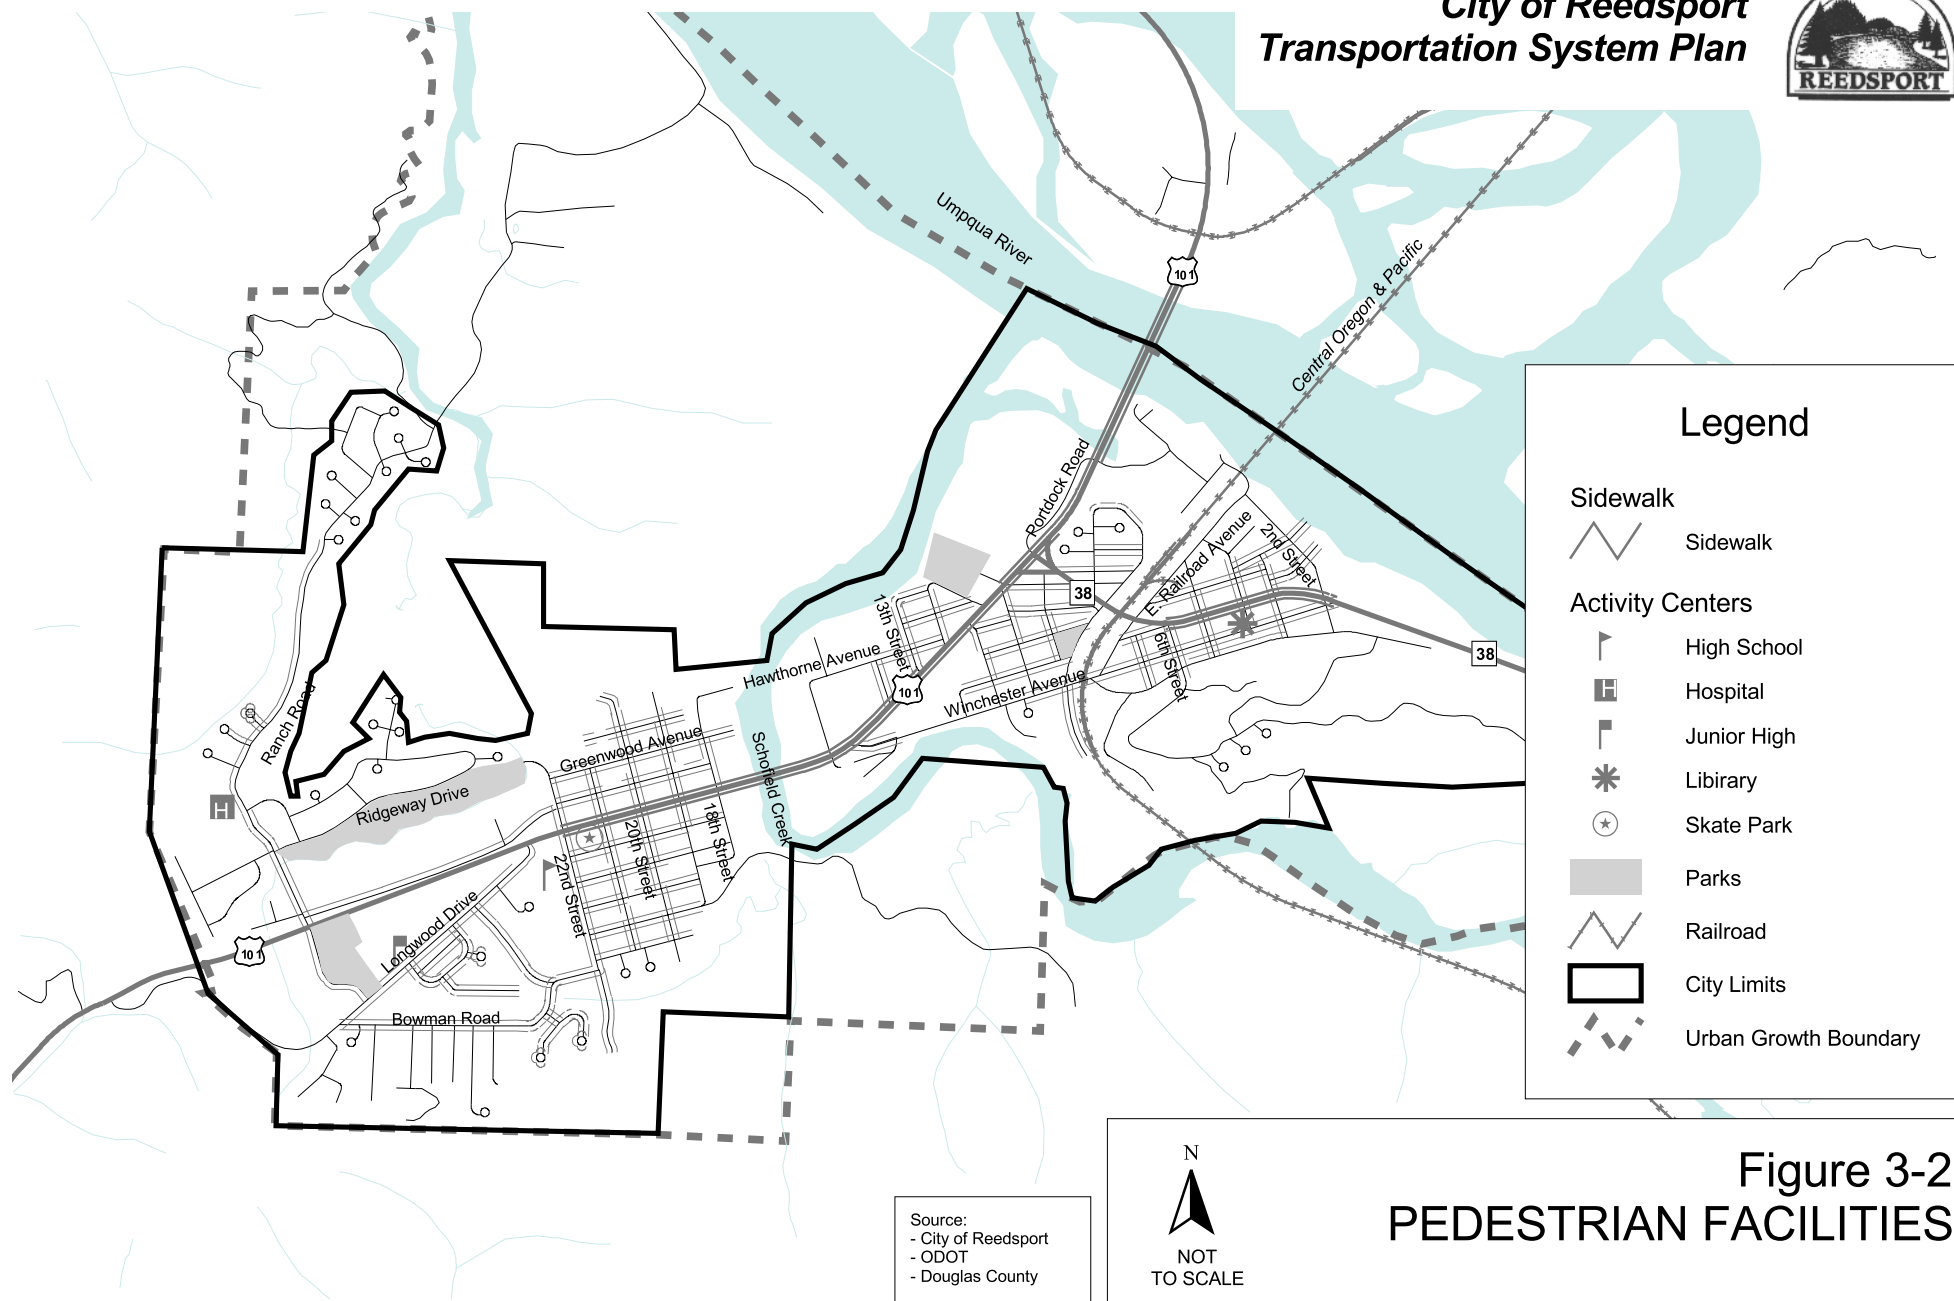 City of Reedsport
Transportation System Plan
REEDSPORT
Umpqua River
101
Central Oregon & Pacific
Portdock Road
38
E. Railroad Avenue
2nd Street
13th Street
6th Street
38
Hawthorne Avenue
101
Winchester Avenue
Ranch Road
Greenwood Avenue
Schofield Creek
H
Ridgeway Drive
18th Street
20th Street
22nd Street
Longwood Drive
101
Bowman Road
Legend
Sidewalk
Sidewalk
Activity Centers
High School
H
Hospital
Junior High
Libirary
Skate Park
Parks
Railroad
City Limits
Urban Growth Boundary
Source:
- City of Reedsport
- ODOT
- Douglas County
N
NOT
TO SCALE
Figure 3-2
PEDESTRIAN FACILITIES